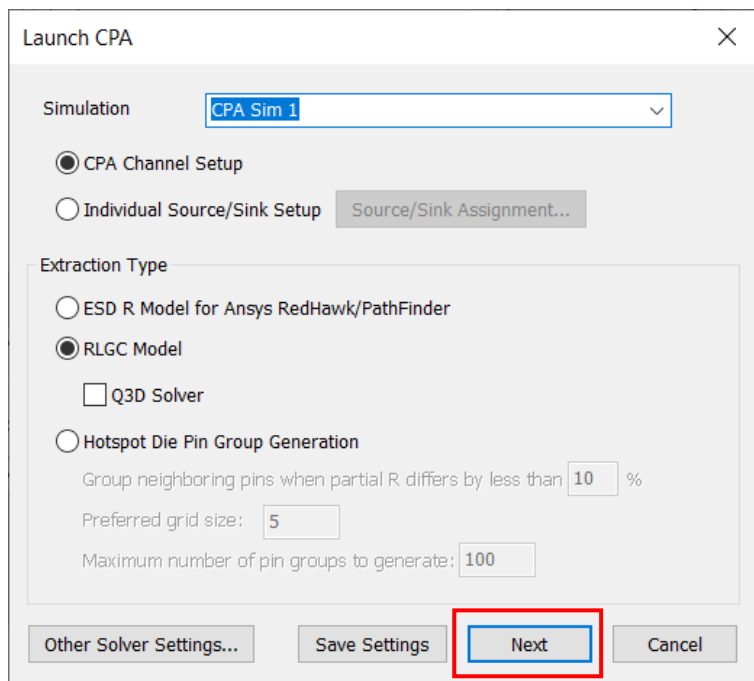 Launch CPA
Simulation CPA Sim 1
CPA Channel Setup
Individual Source/Sink Setup Source/Sink Assignment...
Extraction Type
ESD R Model for Ansys RedHawk/PathFinder
RLGC Model
Q3D Solver
Hotspot Die Pin Group Generation
Group neighboring pins when partial R differs by less than 10 %
Preferred grid size: 5
Maximum number of pin groups to generate: 100
Other Solver Settings... Save Settings Next Cancel